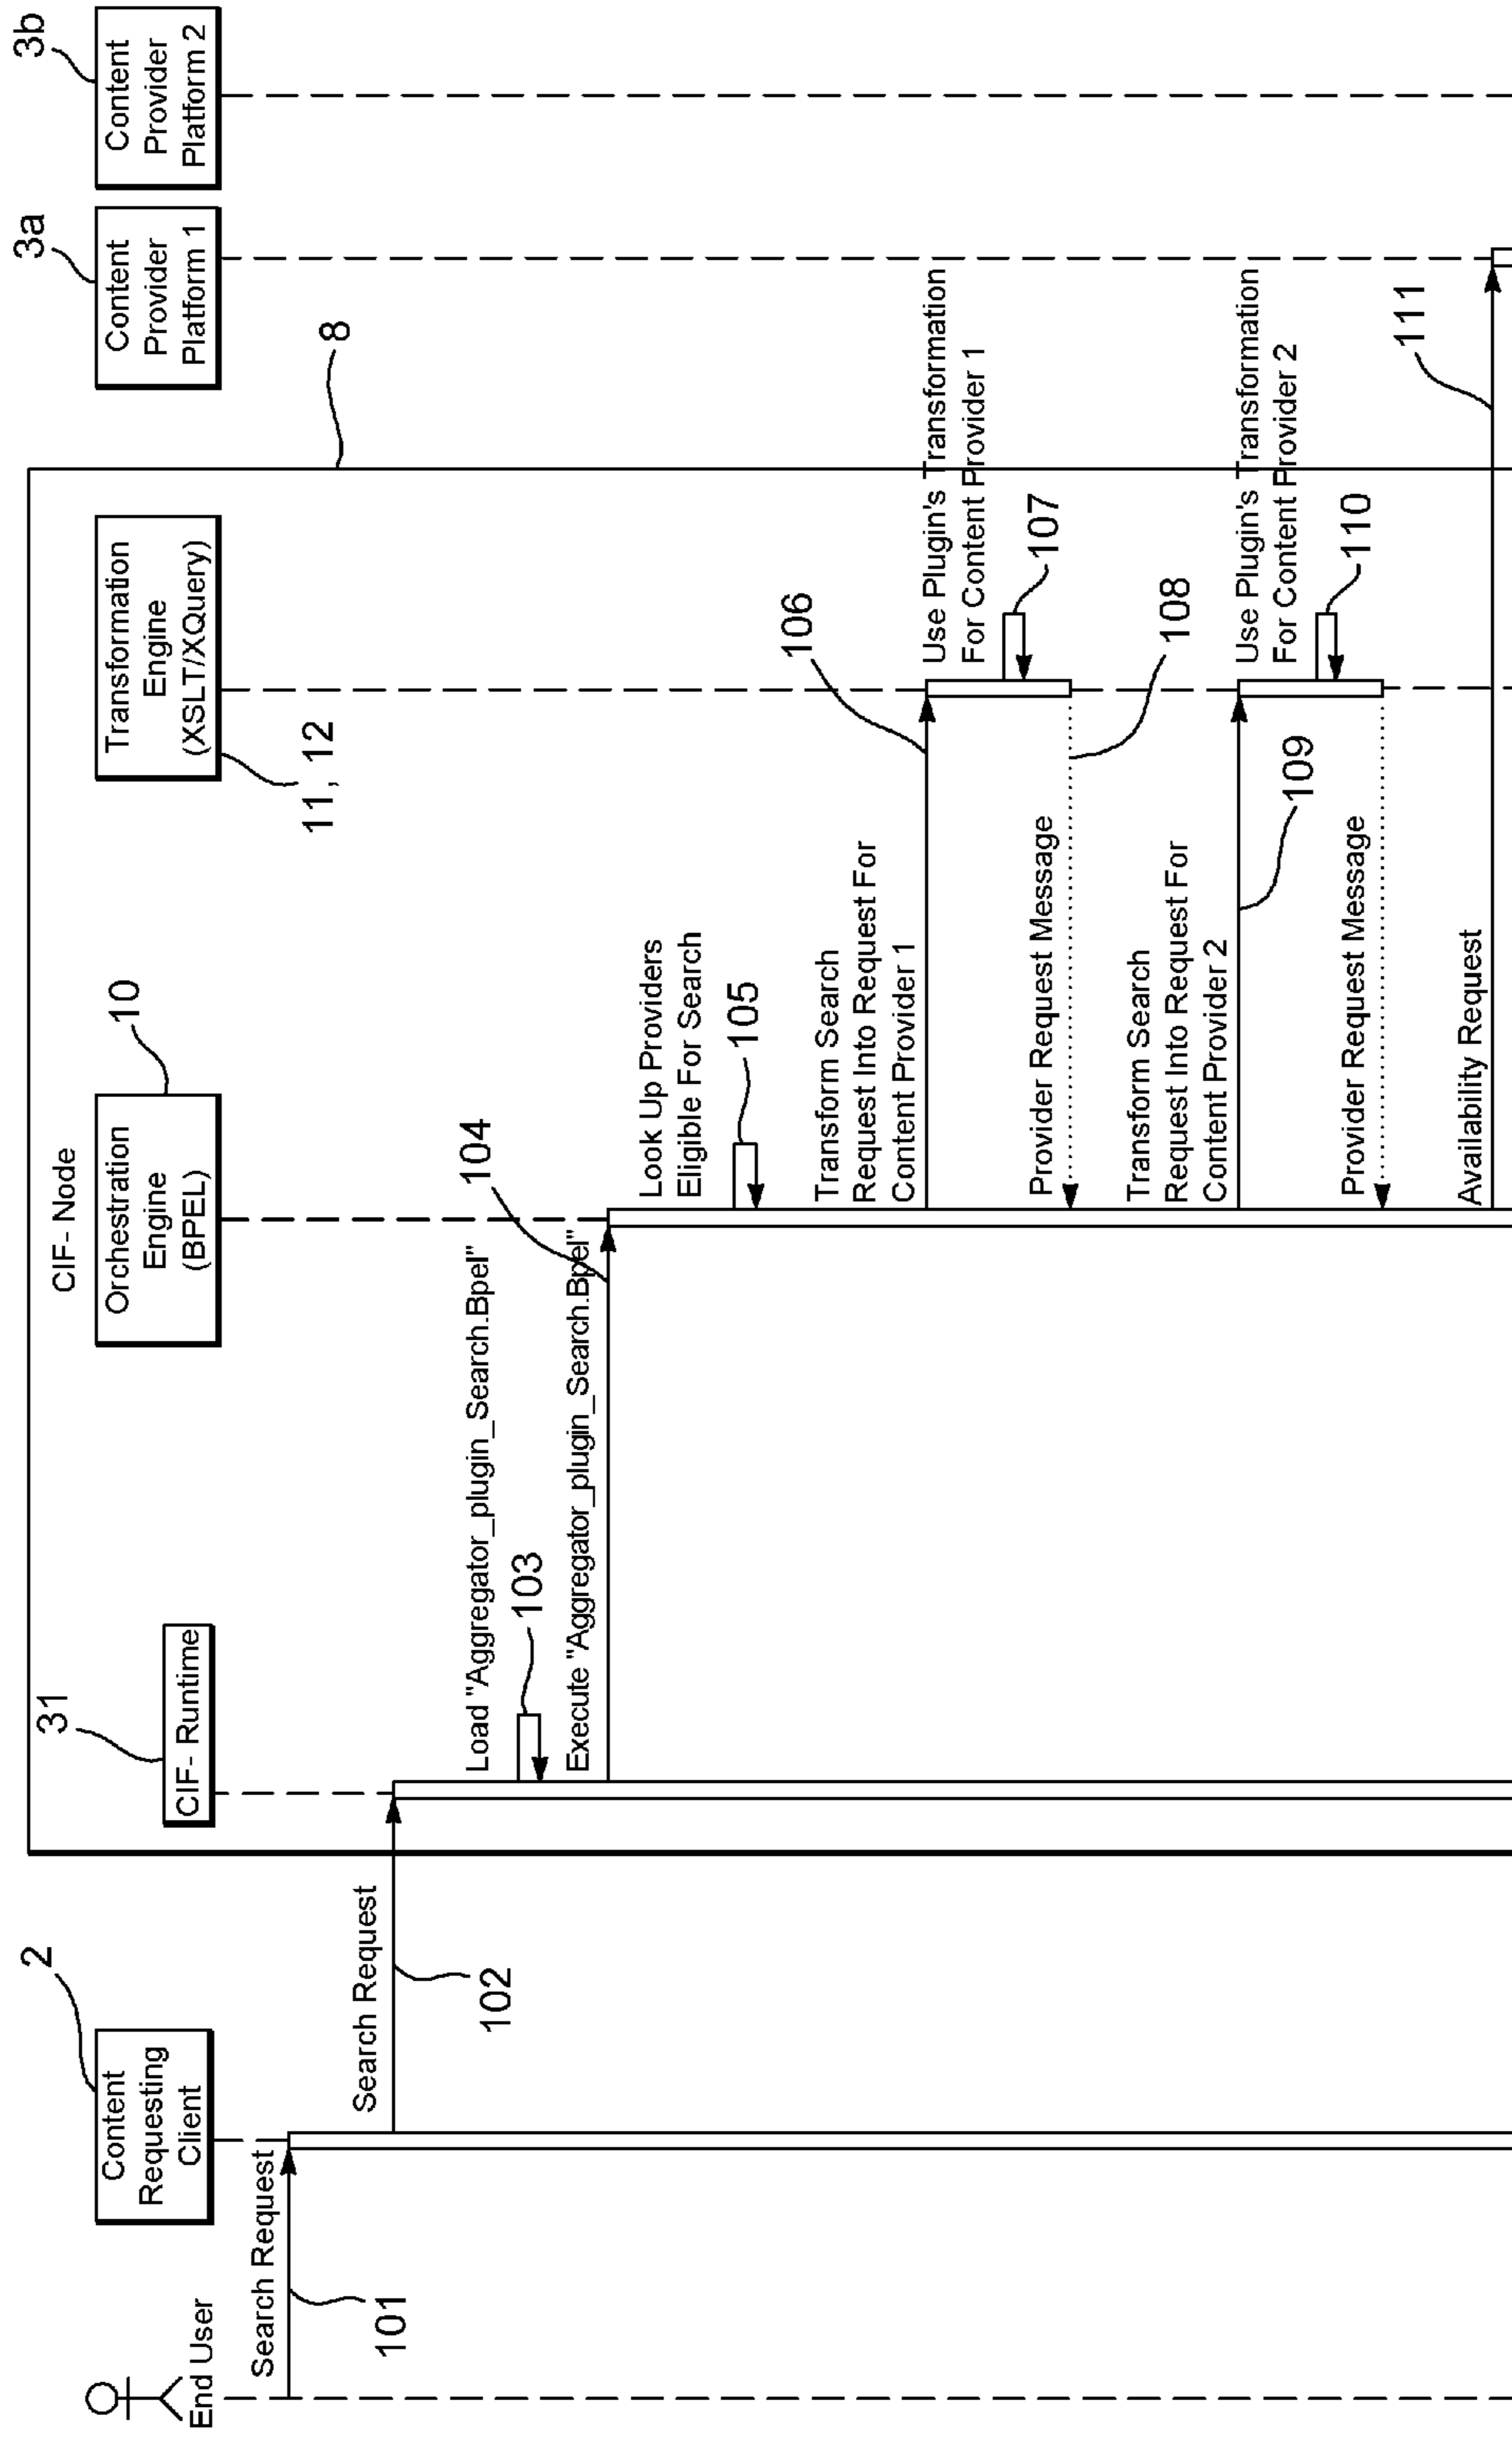 End User
2
Content
Requesting
Client
31
CIF- Runtime
CIF- Node
10
Orchestration
Engine
(BPEL)
11, 12
Transformation
Engine
(XSLT/XQuery)
8
3a
Content
Provider
Platform 1
3b
Content
Provider
Platform 2
Search Request
101
Search Request
102
Load "Aggregator_plugin_Search.Bpel"
103
Execute "Aggregator_plugin_Search.Bpel"
104
Look Up Providers
Eligible For Search
105
Transform Search
Request Into Request For
Content Provider 1
106
Use Plugin's Transformation
For Content Provider 1
107
Provider Request Message
108
Transform Search
Request Into Request For
Content Provider 2
109
Use Plugin's Transformation
For Content Provider 2
110
Provider Request Message
Availability Request
111